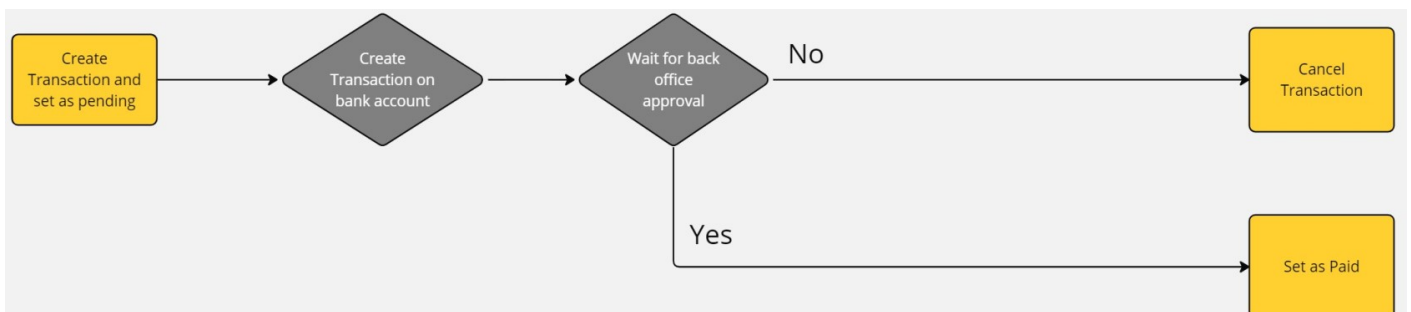 Create
Transaction and
set as pending
Create
Transaction on
bank account
Wait for back
office
approval
No
Cancel
Transaction
Yes
Set as Paid